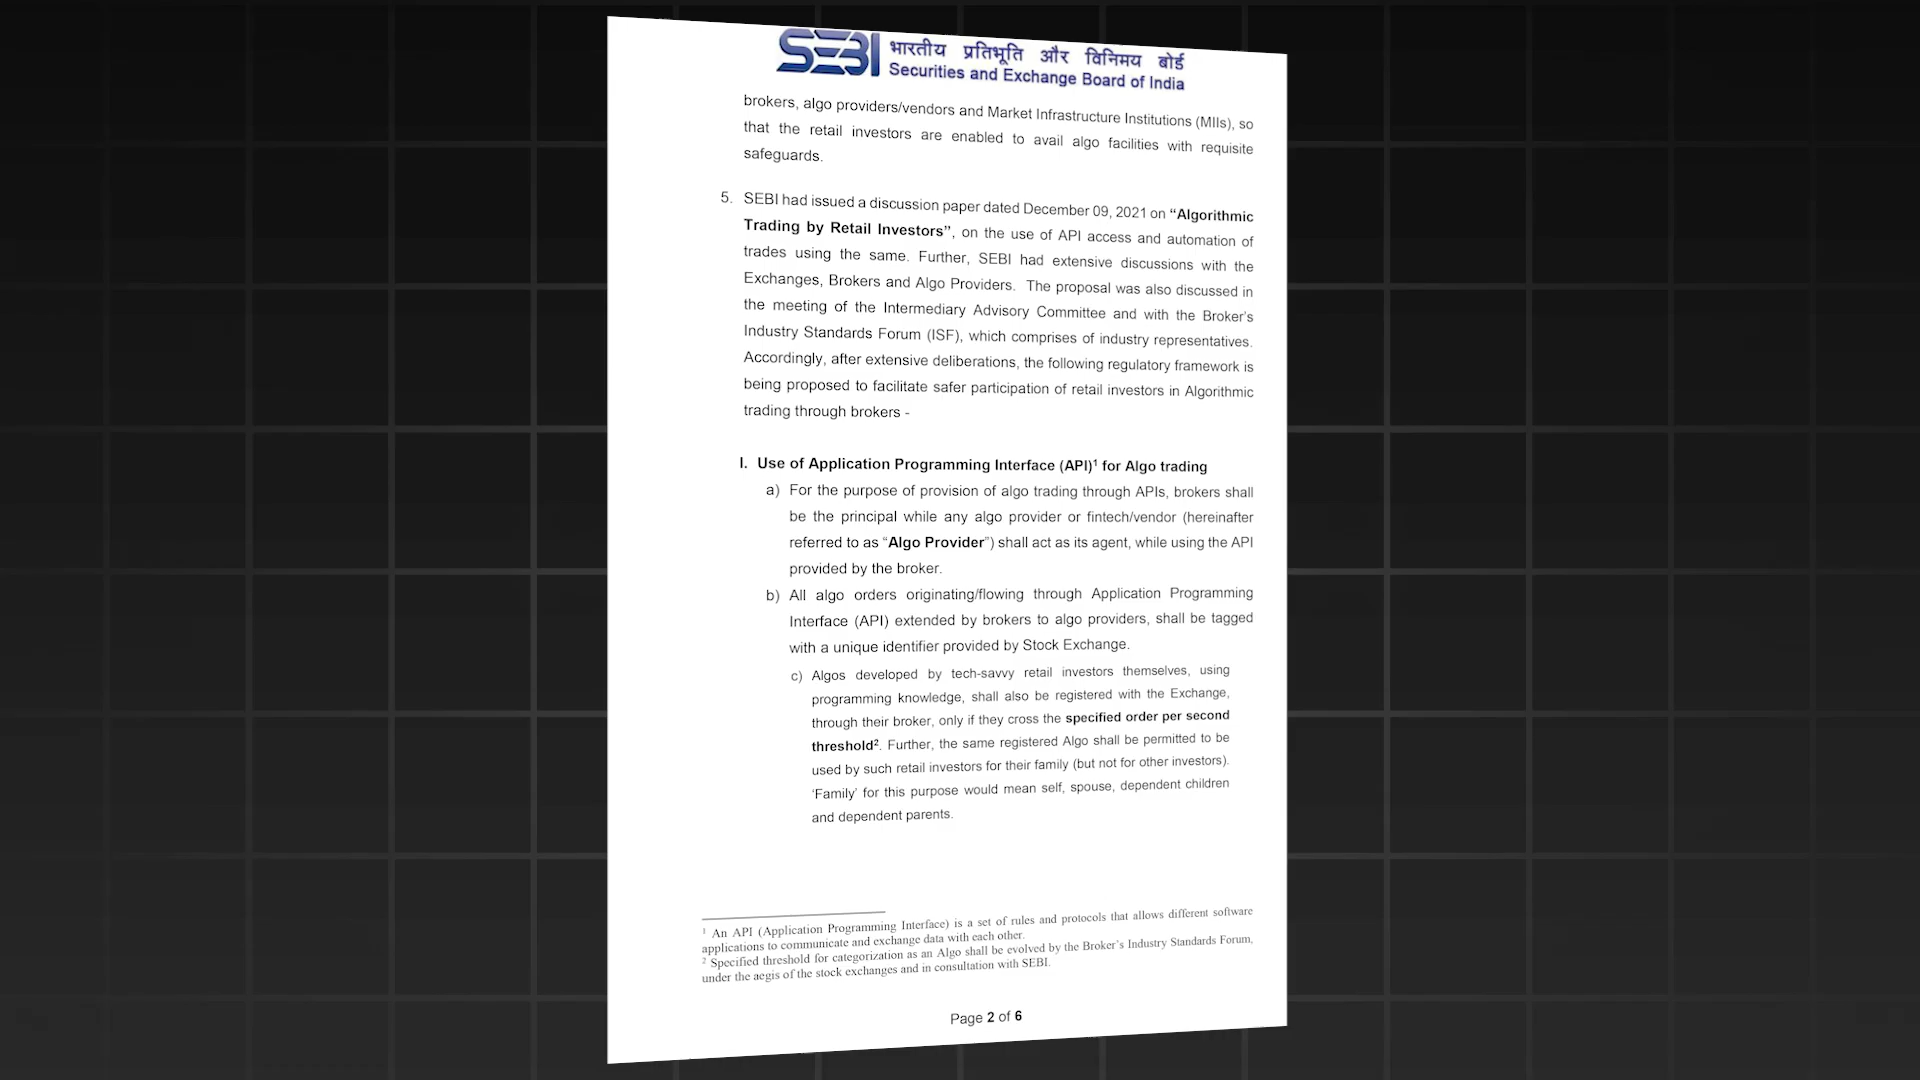 SEBI भारतीय प्रतिभूति और विनिमय बोर्ड
Securities and Exchange Board of India
brokers, algo providers/vendors and Market Infrastructure Institutions (MIIs), so
that the retail investors are enabled to avail algo facilities with requisite
safeguards.
5. SEBI had issued a discussion paper dated December 09, 2021 on “Algorithmic
Trading by Retail Investors”, on the use of API access and automation of
trades using the same. Further, SEBI had extensive discussions with the
Exchanges, Brokers and Algo Providers. The proposal was also discussed in
the meeting of the Intermediary Advisory Committee and with the Broker’s
Industry Standards Forum (ISF), which comprises of industry representatives.
Accordingly, after extensive deliberations, the following regulatory framework is
being proposed to facilitate safer participation of retail investors in Algorithmic
trading through brokers -
I. Use of Application Programming Interface (API)¹ for Algo trading
a) For the purpose of provision of algo trading through APIs, brokers shall
be the principal while any algo provider or fintech/vendor (hereinafter
referred to as “Algo Provider”) shall act as its agent, while using the API
provided by the broker.
b) All algo orders originating/flowing through Application Programming
Interface (API) extended by brokers to algo providers, shall be tagged
with a unique identifier provided by Stock Exchange.
c) Algos developed by tech-savvy retail investors themselves, using
programming knowledge, shall also be registered with the Exchange,
through their broker, only if they cross the specified order per second
threshold². Further, the same registered Algo shall be permitted to be
used by such retail investors for their family (but not for other investors).
‘Family’ for this purpose would mean self, spouse, dependent children
and dependent parents.
¹ An API (Application Programming Interface) is a set of rules and protocols that allows different software
applications to communicate and exchange data with each other.
² Specified threshold for categorization as an Algo shall be evolved by the Broker’s Industry Standards Forum,
under the aegis of the stock exchanges and in consultation with SEBI.
Page 2 of 6